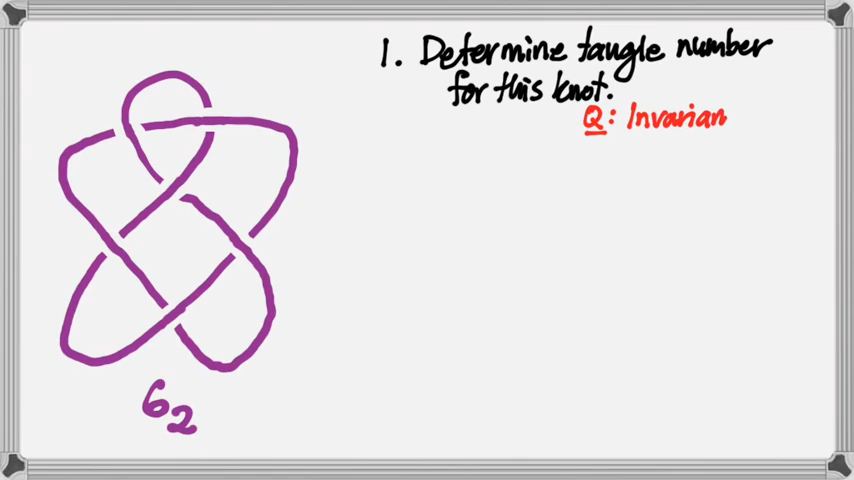 1. Determine tangle number
for this knot.
Q: Invarian
6₂